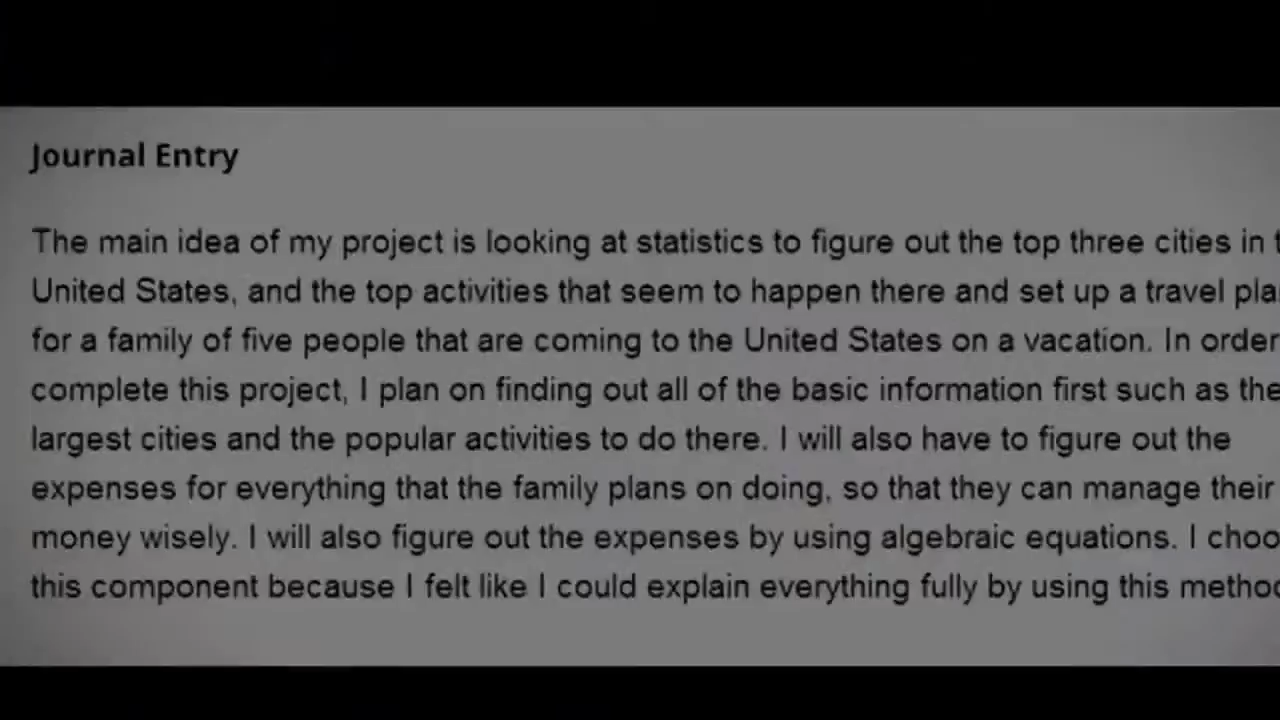 Journal Entry
The main idea of my project is looking at statistics to figure out the top three cities in
United States, and the top activities that seem to happen there and set up a travel
for a family of five people that are coming to the United States on a vacation. In order
complete this project, I plan on finding out all of the basic information first such as the
largest cities and the popular activities to do there. I will also have to figure out the
expenses for everything that the family plans on doing, so that they can manage their
money wisely. I will also figure out the expenses by using algebraic equations. I
this component because I felt like I could explain everything fully by using this